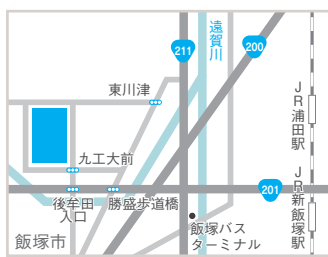 211
遠賀川
200
東川津
JR浦田駅
九工大前
JR新飯塚駅
201
後牟田
入口
勝盛歩道橋
飯塚バス
ターミナル
飯塚市